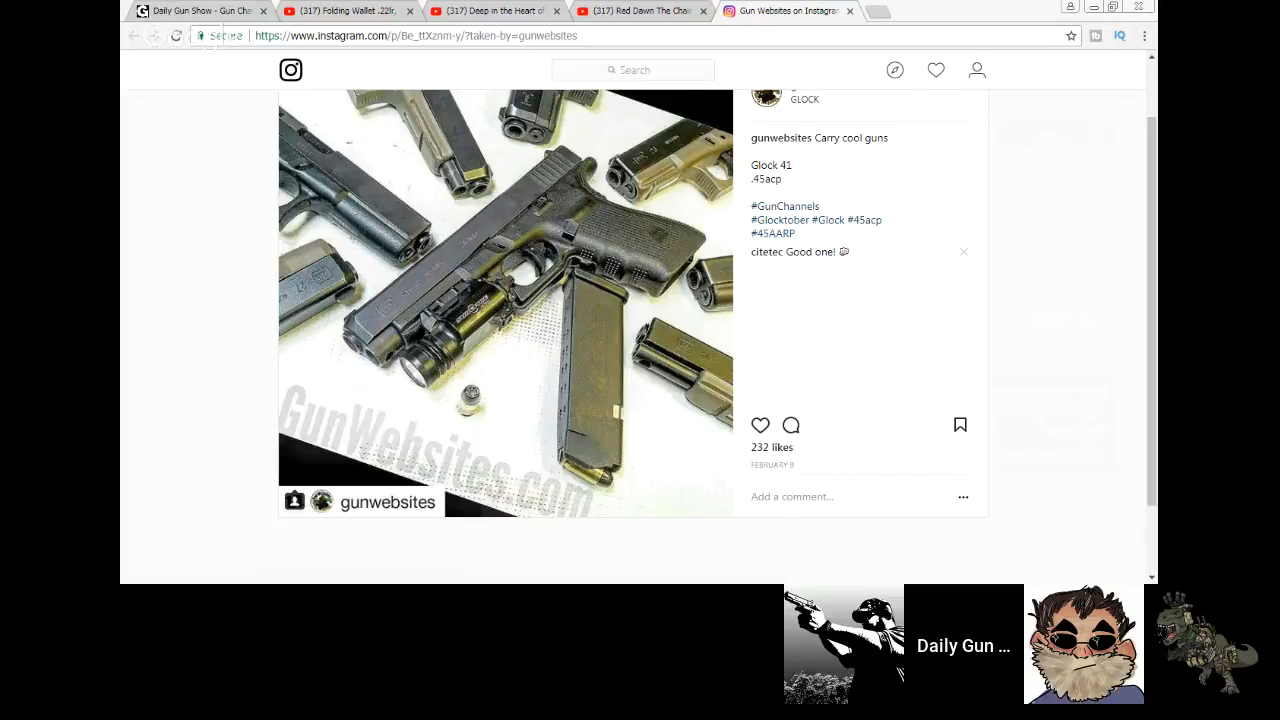 Daily Gun Show - Gun Chan
(317) Folding Wallet .22lr,
(317) Deep in the Heart of
(317) Red Dawn The Chai
Gun Websites on Instagram
Secure
https://www.instagram.com/p/Be_ttXznm-y/?taken-by=gunwebsites
Search
GLOCK
gunwebsites Carry cool guns
Glock 41
.45acp
#GunChannels
#Glocktober #Glock #45acp
#45AARP
citetec Good one!
232 likes
FEBRUARY 9
Add a comment...
GunWebsites.com
gunwebsites
Daily Gun ...